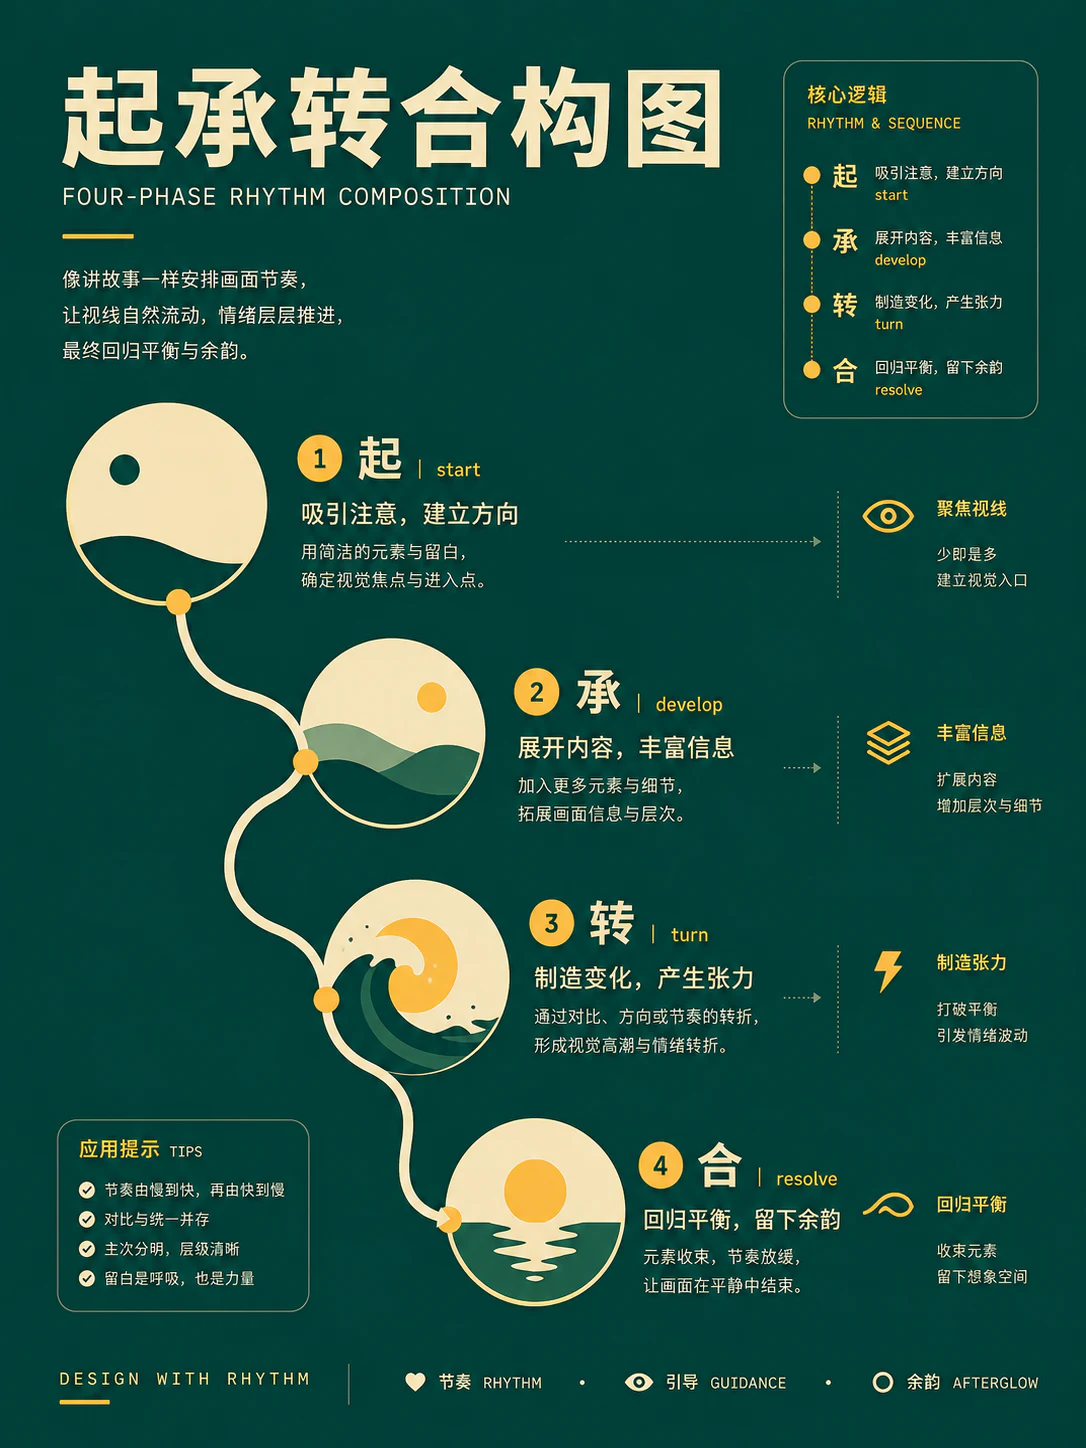 起承转合构图
FOUR-PHASE RHYTHM COMPOSITION
像讲故事一样安排画面节奏，
让视线自然流动，情绪层层推进，
最终回归平衡与余韵。
核心逻辑
RHYTHM & SEQUENCE
起 吸引注意，建立方向
start
承 展开内容，丰富信息
develop
转 制造变化，产生张力
turn
合 回归平衡，留下余韵
resolve
1 起 | start
吸引注意，建立方向
用简洁的元素与留白，
确定视觉焦点与进入点。
聚焦视线
少即是多
建立视觉入口
2 承 | develop
展开内容，丰富信息
加入更多元素与细节，
拓展画面信息与层次。
丰富信息
扩展内容
增加层次与细节
3 转 | turn
制造变化，产生张力
通过对比、方向或节奏的转折，
形成视觉高潮与情绪转折。
制造张力
打破平衡
引发情绪波动
4 合 | resolve
回归平衡，留下余韵
元素收束，节奏放缓，
让画面在平静中结束。
回归平衡
收束元素
留下想象空间
应用提示 TIPS
节奏由慢到快，再由快到慢
对比与统一并存
主次分明，层级清晰
留白是呼吸，也是力量
DESIGN WITH RHYTHM
节奏 RHYTHM • 引导 GUIDANCE • 余韵 AFTERGLOW